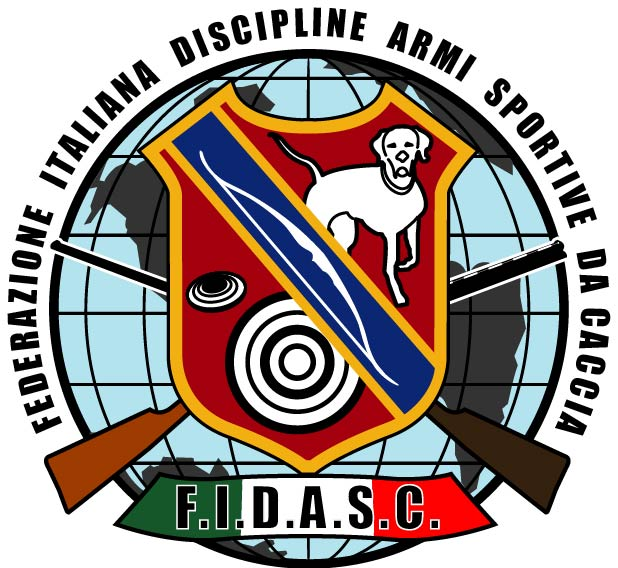 FEDERAZIONE ITALIANA DISCIPLINE ARMI SPORTIVE DA CACCIA
F.I.D.A.S.C.